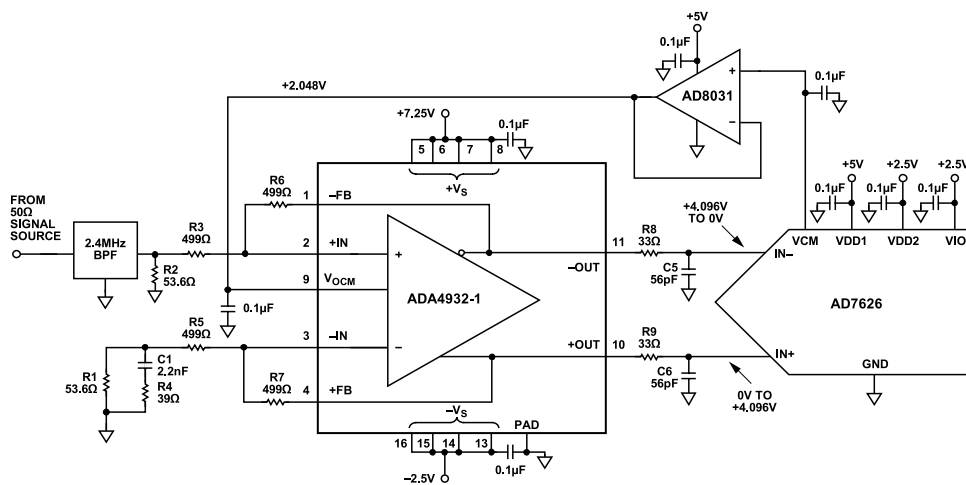 +5V
0.1µF
+2.048V
AD8031
+
–
0.1µF
+7.25V
0.1µF
5 6 7 8
+VS
+5V
+2.5V
+2.5V
0.1µF
0.1µF
0.1µF
FROM
50Ω
SIGNAL
SOURCE
2.4MHz
BPF
R3
499Ω
R2
53.6Ω
R6
499Ω
1
–FB
2
+IN
+
9
VOCM
ADA4932-1
0.1µF
R5
499Ω
3
–IN
–
R7
499Ω
4
+FB
R1
53.6Ω
C1
2.2nF
R4
39Ω
11
–OUT
R8
33Ω
C5
56pF
+4.096V
TO 0V
VCM
VDD1
VDD2
VIO
IN–
AD7626
+OUT
10
R9
33Ω
C6
56pF
IN+
GND
0V TO
+4.096V
–VS
PAD
16 15 14 13
0.1µF
–2.5V